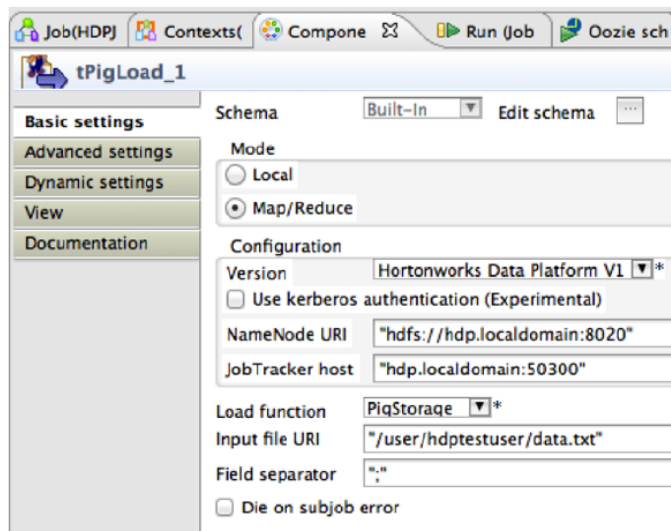 Job(HDPJ Contexts( Compone Run (Job Oozie sch
tPigLoad_1
Basic settings
Advanced settings
Dynamic settings
View
Documentation
Schema Built-In Edit schema ...
Mode
Local
Map/Reduce
Configuration
Version Hortonworks Data Platform V1 *
Use kerberos authentication (Experimental)
NameNode URI "hdfs://hdp.localdomain:8020"
JobTracker host "hdp.localdomain:50300"
Load function PigStorage *
Input file URI "/user/hdptestuser/data.txt"
Field separator ";"
Die on subjob error